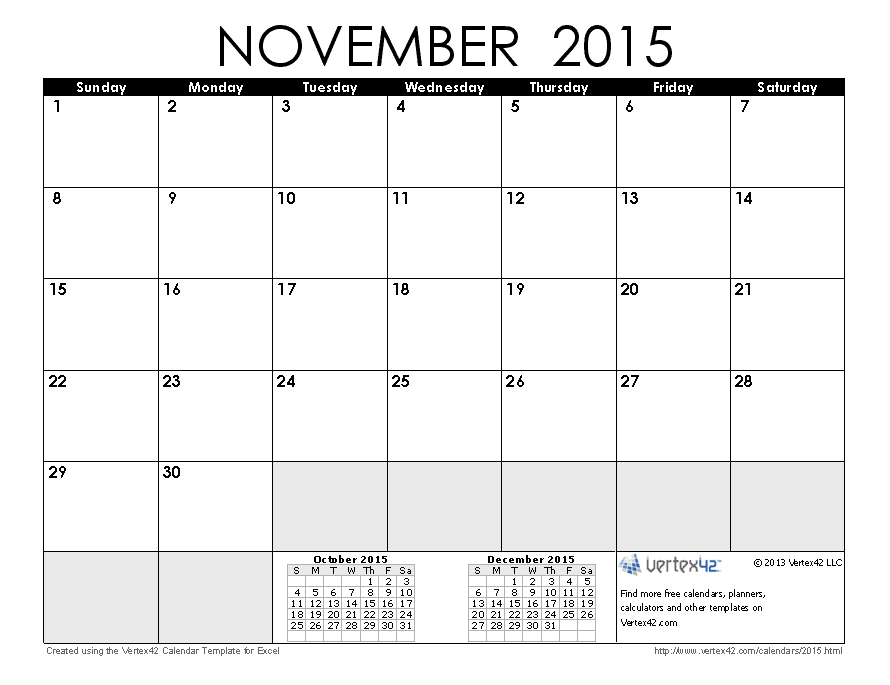 NOVEMBER 2015
Sunday Monday Tuesday Wednesday Thursday Friday Saturday
1 2 3 4 5 6 7
8 9 10 11 12 13 14
15 16 17 18 19 20 21
22 23 24 25 26 27 28
29 30
October 2015
S M T W Th F Sa
1 2 3
4 5 6 7 8 9 10
11 12 13 14 15 16 17
18 19 20 21 22 23 24
25 26 27 28 29 30 31
December 2015
S M T W Th F Sa
1 2 3 4 5
6 7 8 9 10 11 12
13 14 15 16 17 18 19
20 21 22 23 24 25 26
27 28 29 30 31
vertex42
© 2013 Vertex42 LLC
Find more free calendars, planners,
calculators and other templates on
Vertex42.com
Created using the Vertex42 Calendar Template for Excel
http://www.vertex42.com/calendars/2015.html